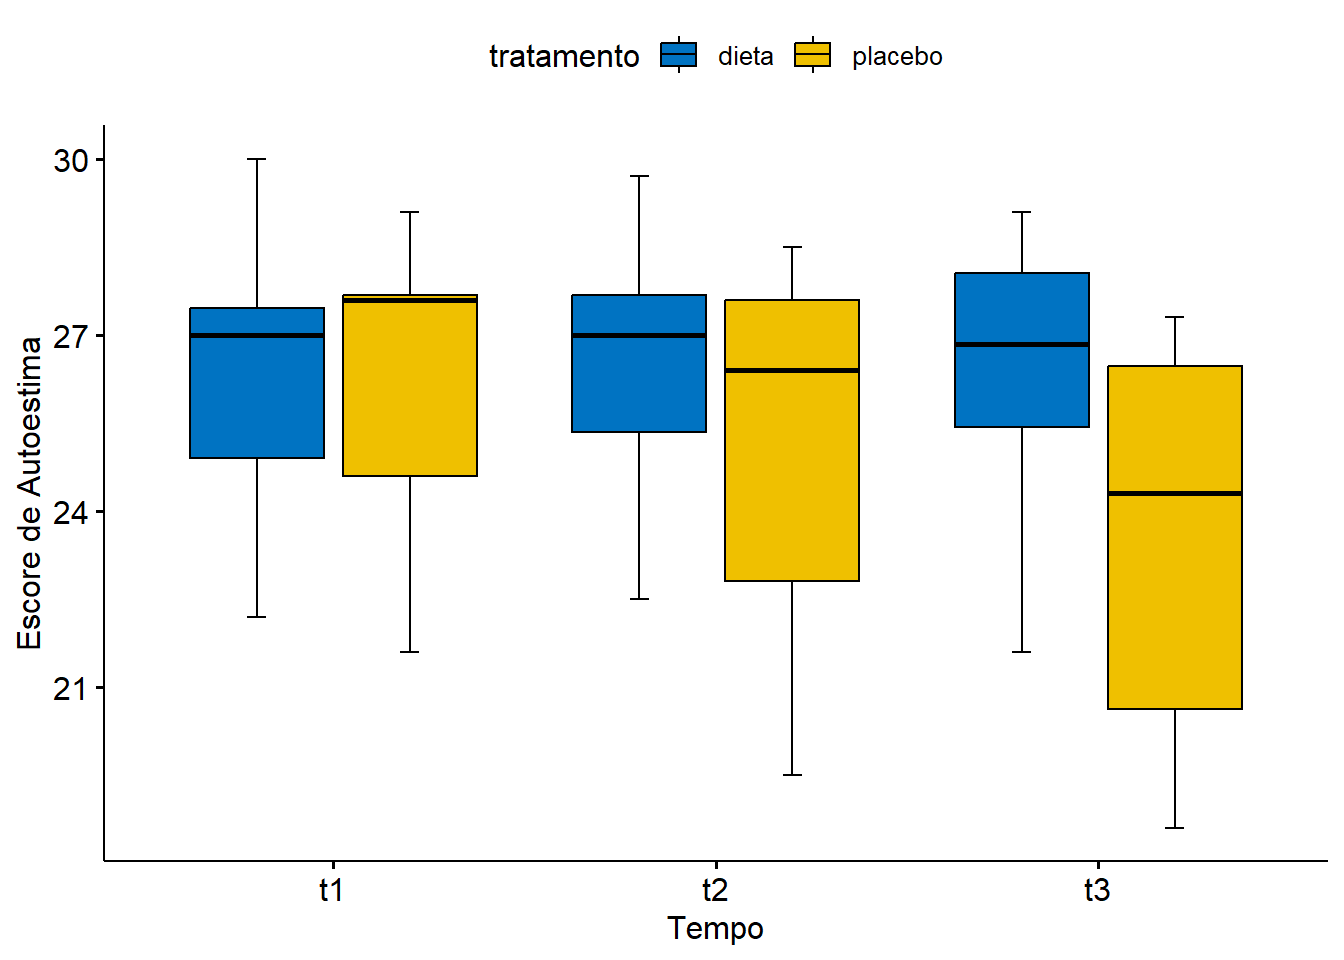 tratamento dieta placebo
30
27
24
21
Escore de Autoestima
t1 t2 t3
Tempo